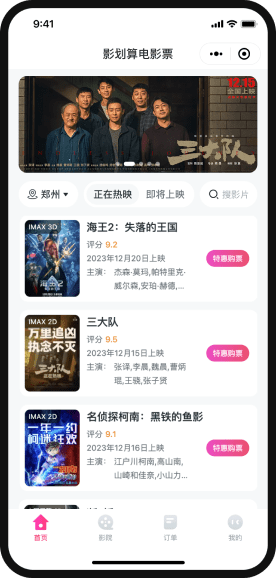 9:41
影划算电影票
12.15
全国上映
三大队
郑州
正在热映
即将上映
搜影片
IMAX 3D
海王2
海王2：失落的王国
评分 9.2
2023年12月20日上映
主演： 杰森·莫玛,帕特里克·
威尔森,安珀·赫德,...
特惠购票
IMAX 2D
万里追凶
执念不灭
三大队
三大队
评分 9.5
2023年12月15日上映
主演： 张译,李晨,魏晨,曹炳
琨,王骁,张子贤
特惠购票
IMAX 2D
一年一约
柯迷狂欢
名侦探柯南：黑铁的鱼影
评分 9.1
2023年12月16日上映
主演： 江户川柯南,高山南,
山崎和佳奈,小山力...
特惠购票
首页
影院
订单
我的